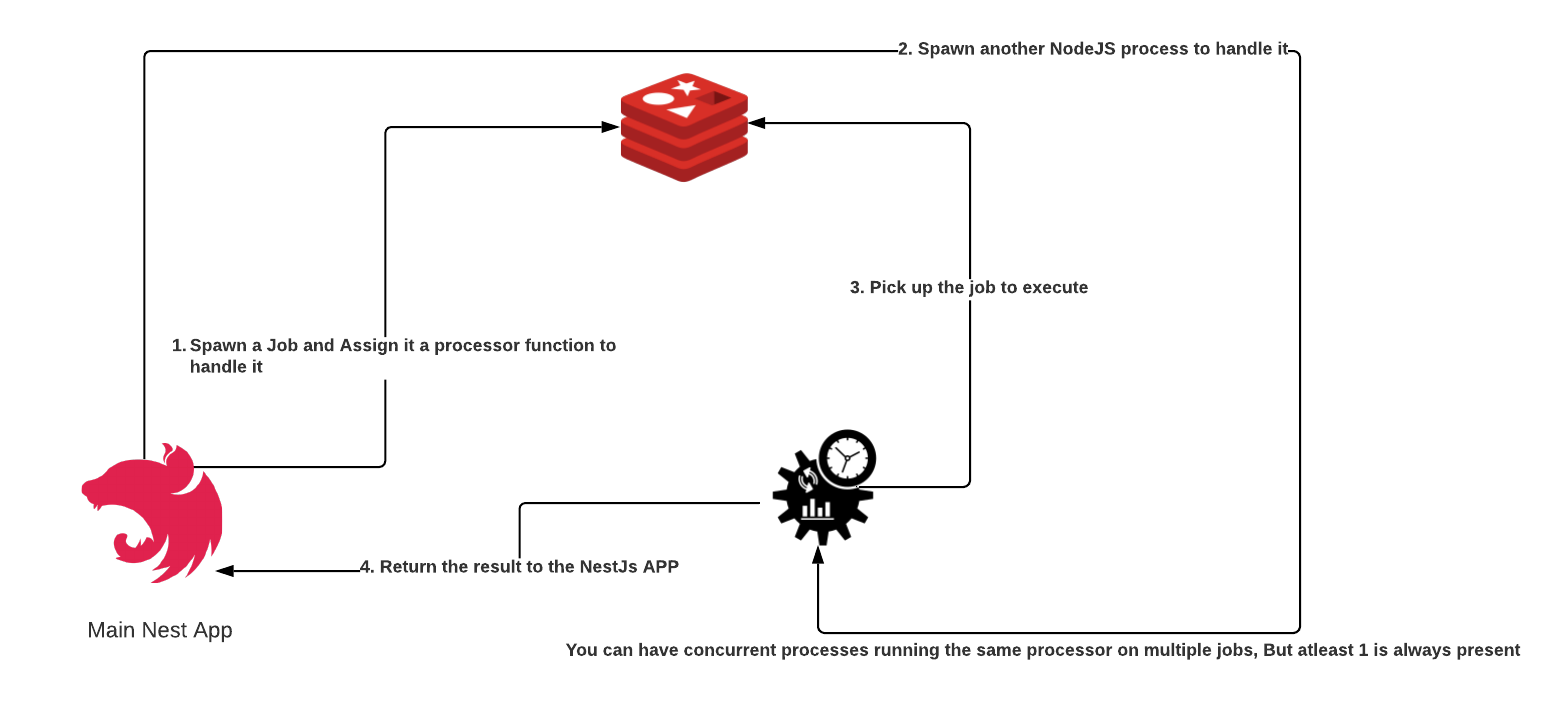 2. Spawn another NodeJS process to handle it
3. Pick up the job to execute
1. Spawn a Job and Assign it a processor function to
handle it
4. Return the result to the NestJs APP
Main Nest App
You can have concurrent processes running the same processor on multiple jobs, But atleast 1 is always present